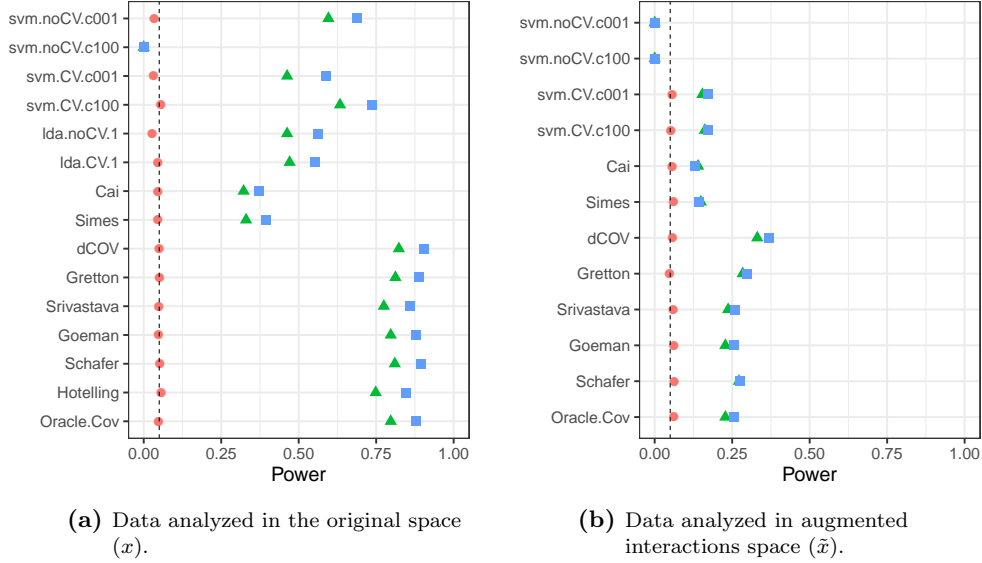 svm.noCV.c001
svm.noCV.c100
svm.CV.c001
svm.CV.c100
lda.noCV.1
lda.CV.1
Cai
Simes
dCOV
Gretton
Srivastava
Goeman
Schafer
Hotelling
Oracle.Cov
0.00 0.25 0.50 0.75 1.00
Power
(a) Data analyzed in the original space
(x).
svm.noCV.c001
svm.noCV.c100
svm.CV.c001
svm.CV.c100
Cai
Simes
dCOV
Gretton
Srivastava
Goeman
Schafer
Oracle.Cov
0.00 0.25 0.50 0.75 1.00
Power
(b) Data analyzed in augmented
interactions space (x̃).